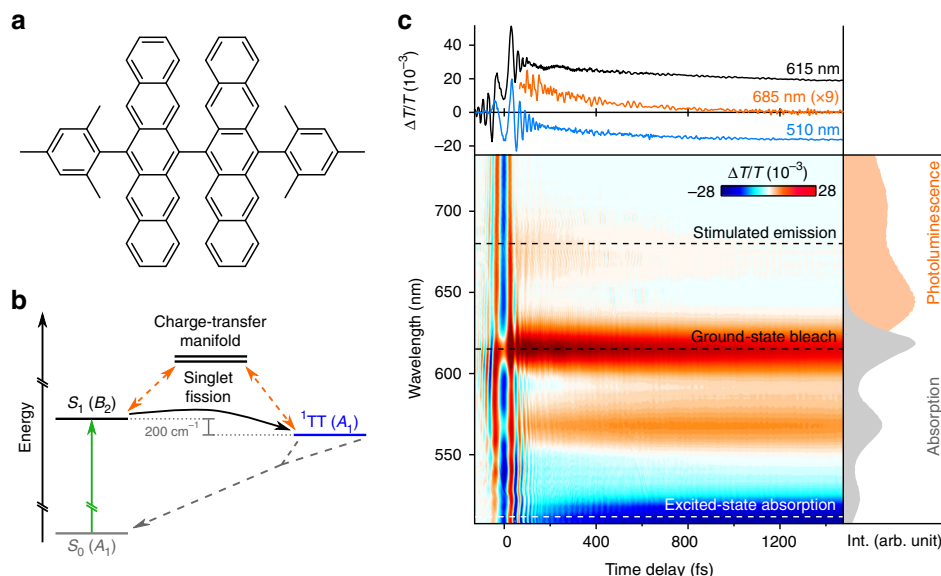 a
b
Energy
Charge-transfer
manifold
Singlet
fission
S1 (B2)
200 cm−1
1TT (A1)
S0 (A1)
c
ΔT/T (10−3)
40
20
0
−20
615 nm
685 nm (×9)
510 nm
ΔT/T (10−3)
−28
28
Wavelength (nm)
700
650
600
550
Stimulated emission
Ground-state bleach
Excited-state absorption
0
400
800
1200
Time delay (fs)
Photoluminescence
Absorption
Int. (arb. unit)